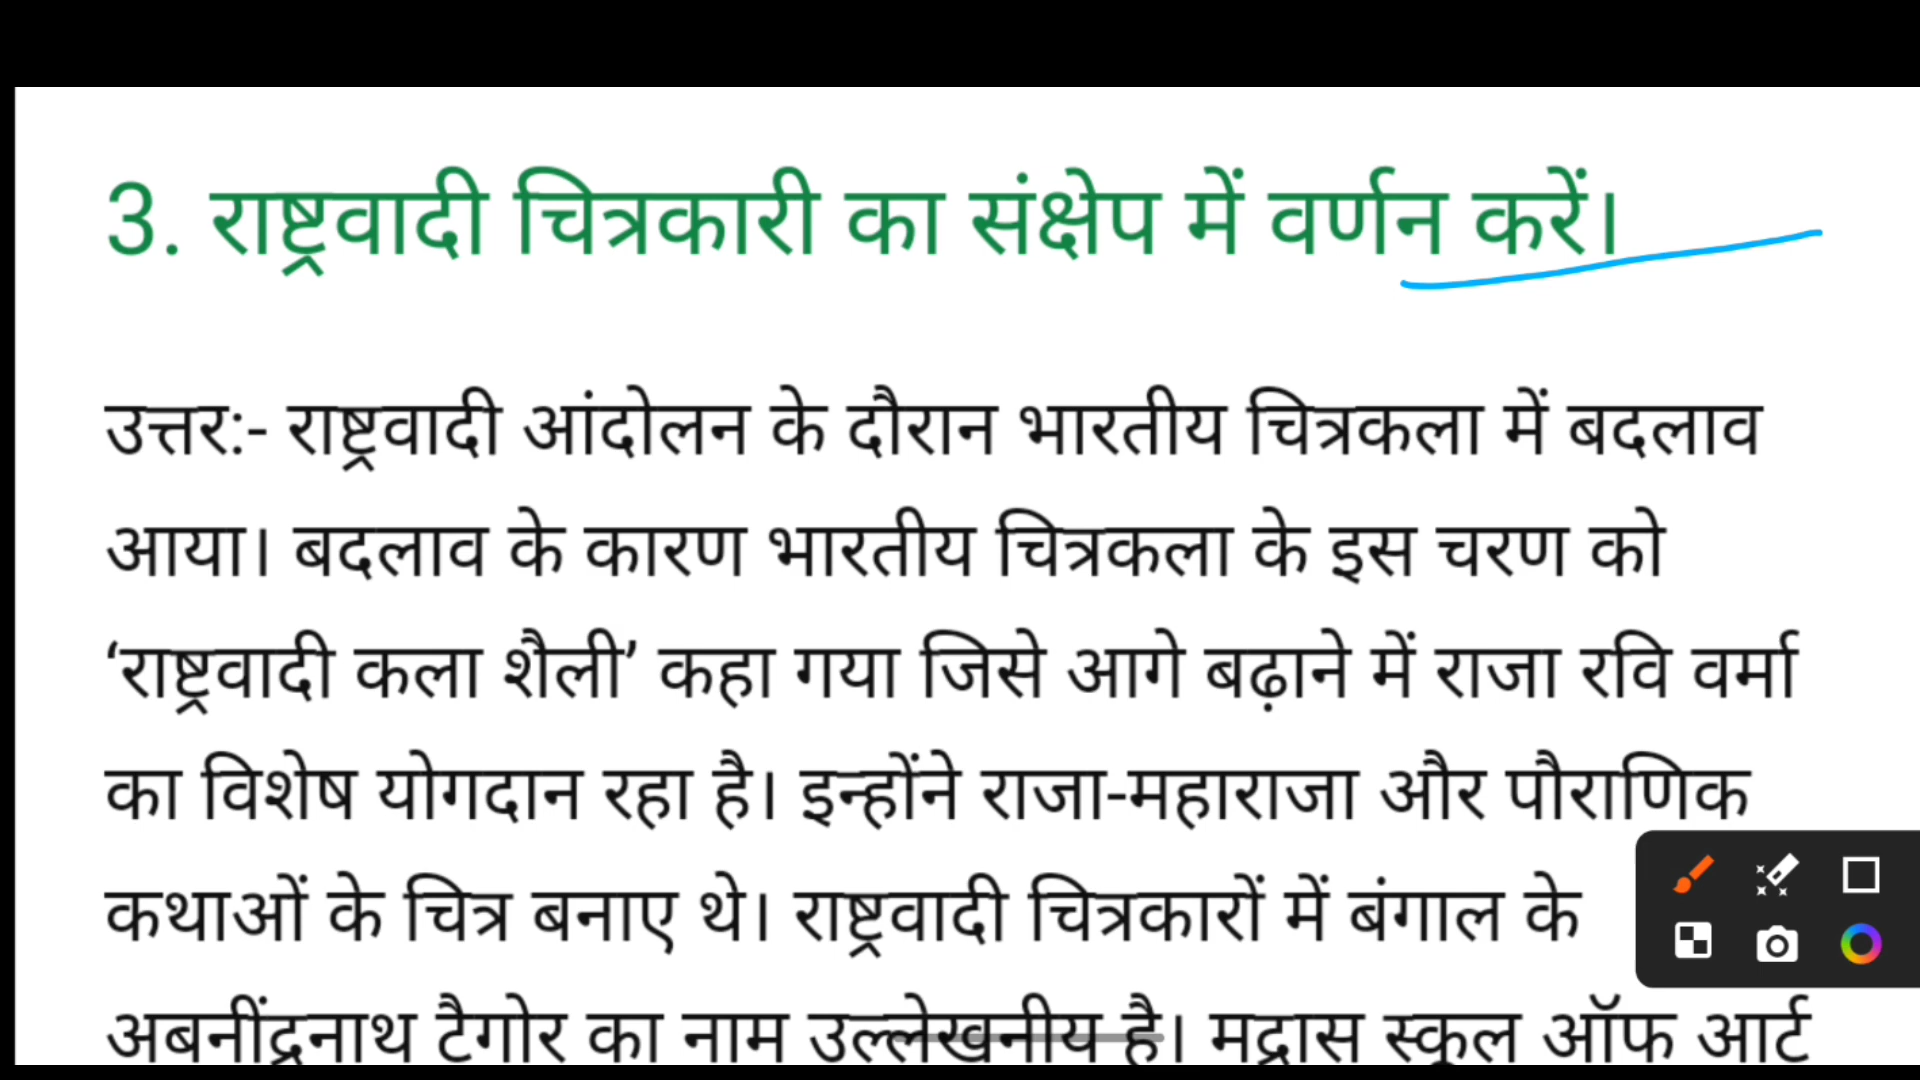 3. राष्ट्रवादी चित्रकारी का संक्षेप में वर्णन करें।
उत्तर:- राष्ट्रवादी आंदोलन के दौरान भारतीय चित्रकला में बदलाव
आया। बदलाव के कारण भारतीय चित्रकला के इस चरण को
‘राष्ट्रवादी कला शैली’ कहा गया जिसे आगे बढ़ाने में राजा रवि वर्मा
का विशेष योगदान रहा है। इन्होंने राजा-महाराजा और पौराणिक
कथाओं के चित्र बनाए थे। राष्ट्रवादी चित्रकारों में बंगाल के
अबनींद्रनाथ टैगोर का नाम उल्लेखनीय है। मद्रास स्कूल ऑफ आर्ट